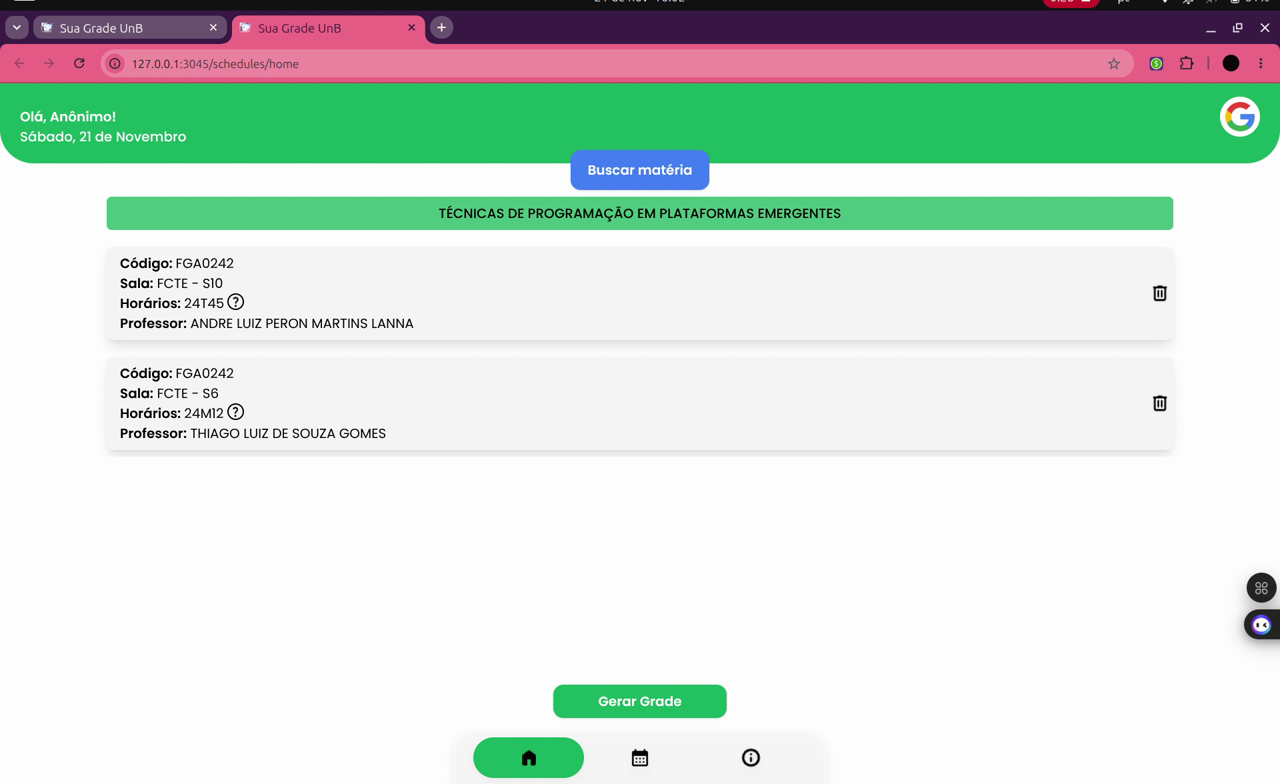 Sua Grade UnB
Sua Grade UnB
127.0.0.1:3045/schedules/home
Olá, Anônimo!
Sábado, 21 de Novembro
Buscar matéria
TÉCNICAS DE PROGRAMAÇÃO EM PLATAFORMAS EMERGENTES
Código: FGA0242
Sala: FCTE - S10
Horários: 24T45
Professor: ANDRE LUIZ PERON MARTINS LANNA
Código: FGA0242
Sala: FCTE - S6
Horários: 24M12
Professor: THIAGO LUIZ DE SOUZA GOMES
Gerar Grade